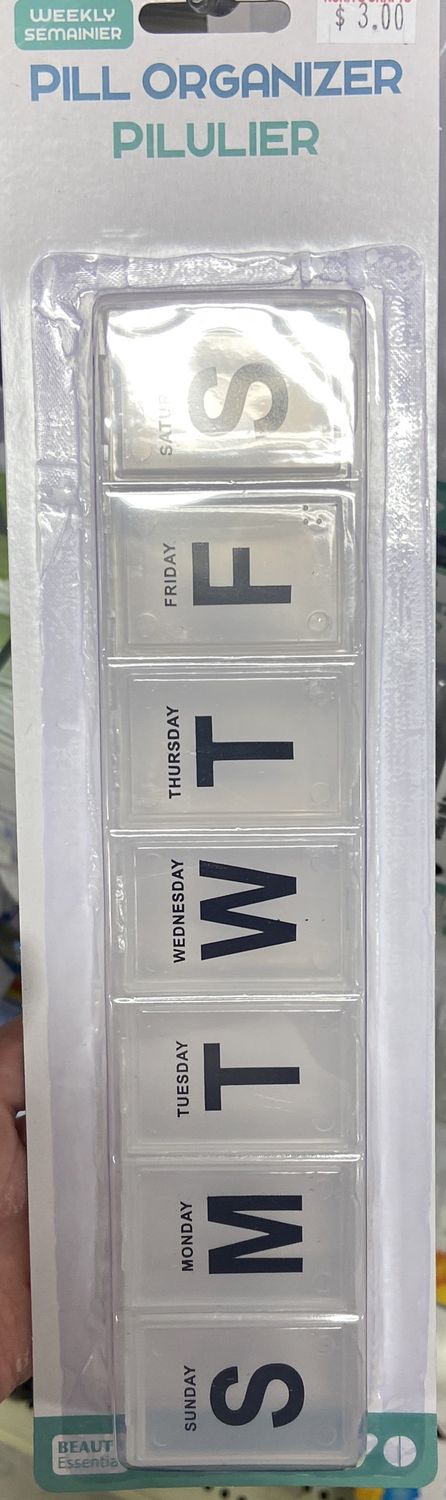 WEEKLY
SEMAINIER
$ 3.00
PILL ORGANIZER
PILULIER
S
FRIDAY
F
THURSDAY
T
WEDNESDAY
W
TUESDAY
T
MONDAY
M
SUNDAY
S